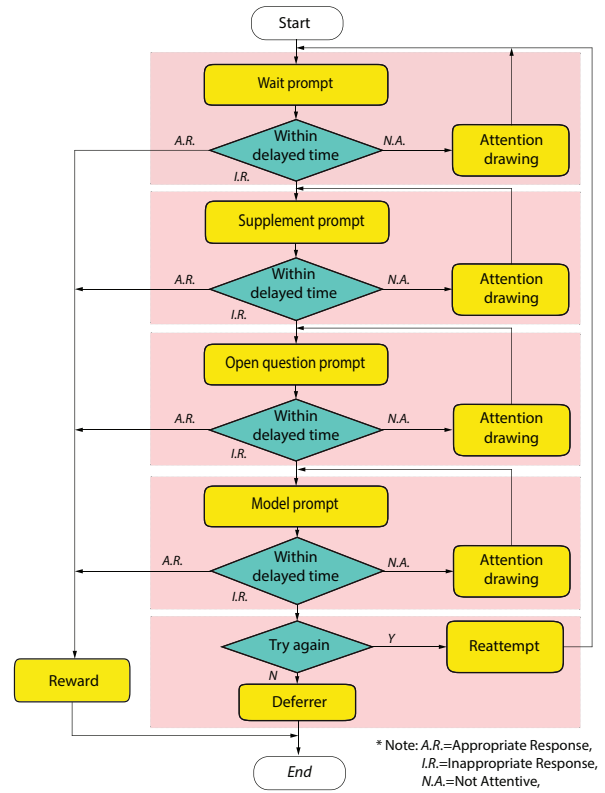 Start
Wait prompt
A.R.
Within
delayed time
N.A.
Attention
drawing
I.R.
Supplement prompt
A.R.
Within
delayed time
N.A.
Attention
drawing
I.R.
Open question prompt
A.R.
Within
delayed time
N.A.
Attention
drawing
I.R.
Model prompt
A.R.
Within
delayed time
N.A.
Attention
drawing
I.R.
Try again
Y
Reattempt
N
Reward
Deferrer
End
* Note: A.R.=Appropriate Response,
I.R.=Inappropriate Response,
N.A.=Not Attentive,